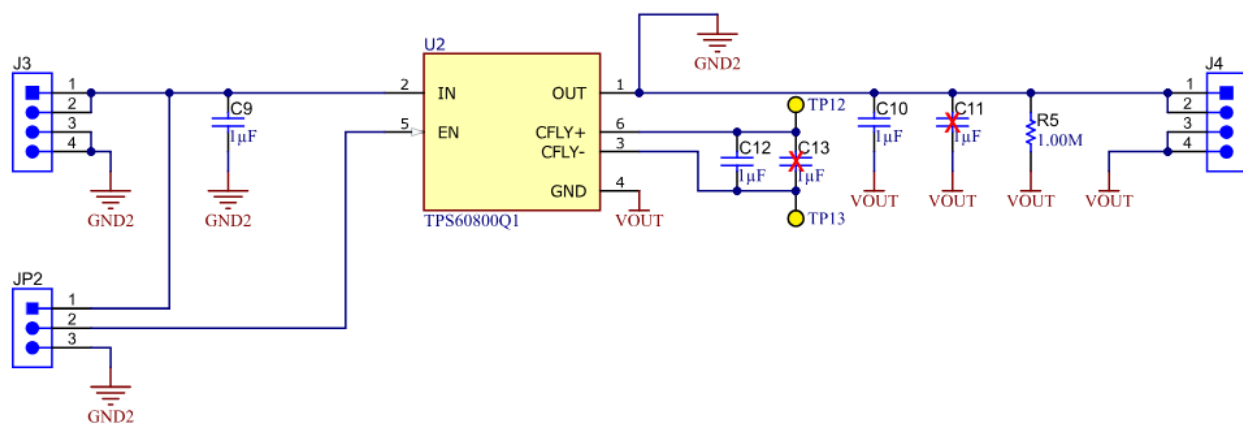 J3
1
2
3
4
GND2
C9
1µF
GND2
JP2
1
2
3
GND2
U2
2
IN
5
EN
OUT
1
CFLY+
6
CFLY-
3
GND
4
TPS60800Q1
VOUT
GND2
TP12
C12
1µF
C13
1µF
TP13
C10
1µF
VOUT
C11
1µF
VOUT
R5
1.00M
VOUT
VOUT
J4
1
2
3
4